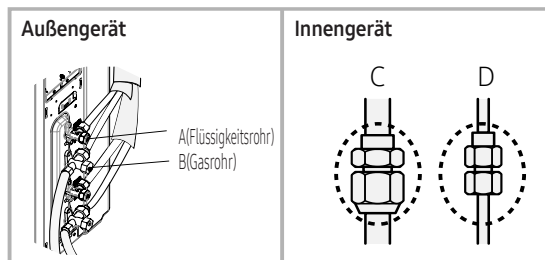 Außengerät
A(Flüssigkeitsrohr)
B(Gasrohr)
Innengerät
C D